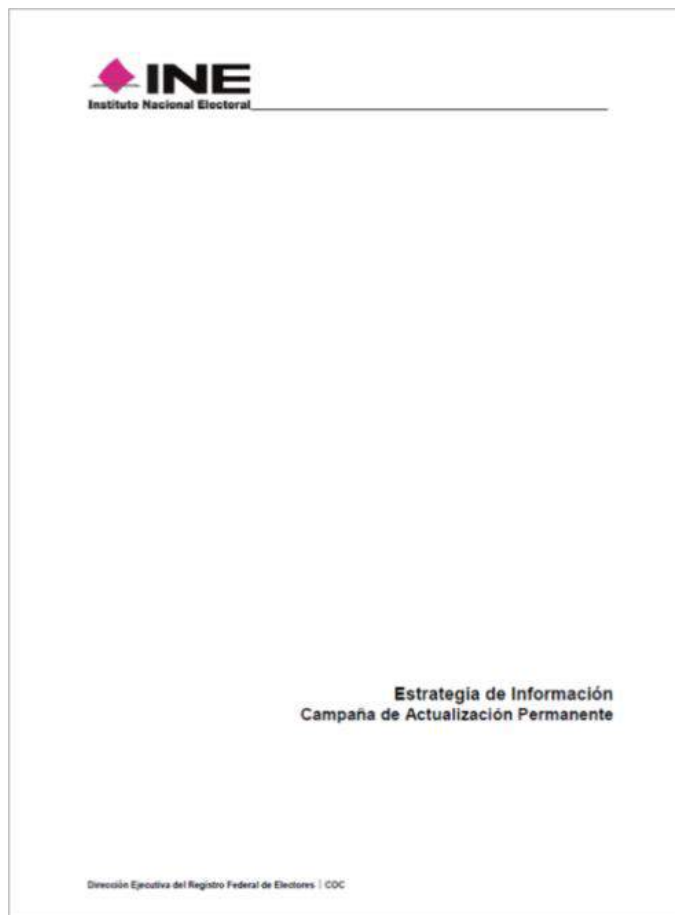 INE
Instituto Nacional Electoral
Estrategia de Información
Campaña de Actualización Permanente
Dirección Ejecutiva del Registro Federal de Electores | COC